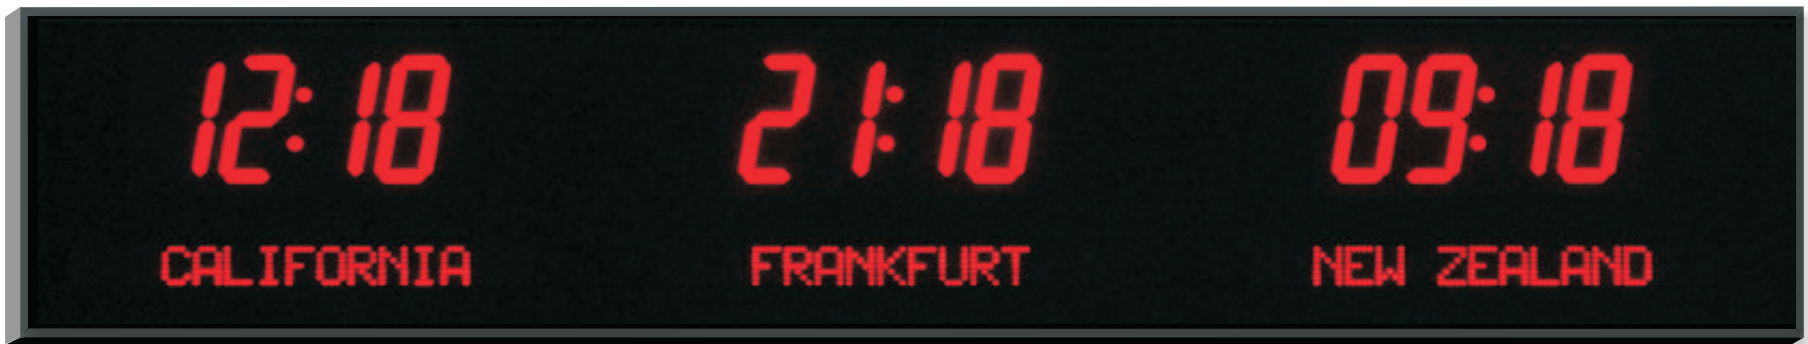 12:18 21:18 09:18
CALIFORNIA FRANKFURT NEW ZEALAND